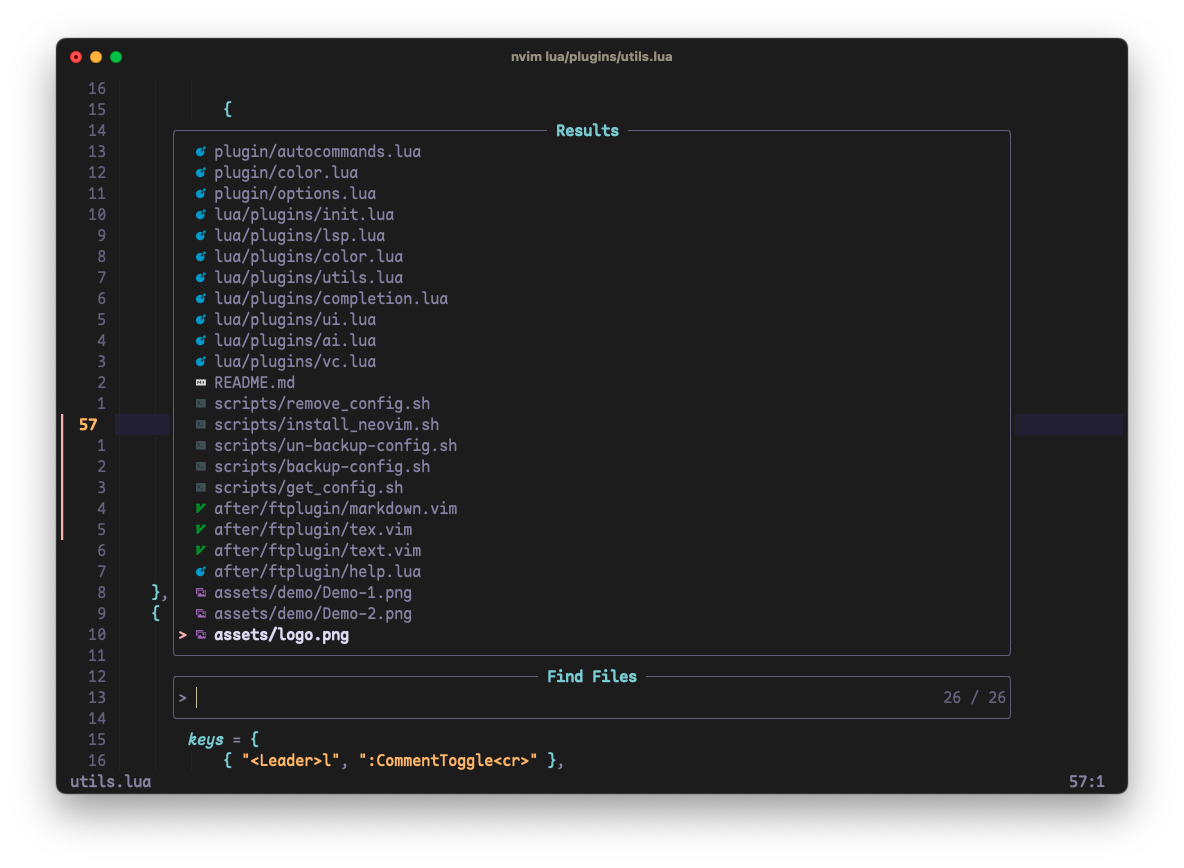 nvim lua/plugins/utils.lua
16
15 {
14 Results
13 plugin/autocommands.lua
12 plugin/color.lua
11 plugin/options.lua
10 lua/plugins/init.lua
9 lua/plugins/lsp.lua
8 lua/plugins/color.lua
7 lua/plugins/utils.lua
6 lua/plugins/completion.lua
5 lua/plugins/ui.lua
4 lua/plugins/ai.lua
3 lua/plugins/vc.lua
2 README.md
1 scripts/remove_config.sh
57 scripts/install_neovim.sh
1 scripts/un-backup-config.sh
2 scripts/backup-config.sh
3 scripts/get_config.sh
4 after/ftplugin/markdown.vim
5 after/ftplugin/tex.vim
6 after/ftplugin/text.vim
7 after/ftplugin/help.lua
8 }, assets/demo/Demo-1.png
9 { assets/demo/Demo-2.png
10 > assets/logo.png
11
12 Find Files
13 > 26 / 26
14
15 keys = {
16 { "<Leader>l", ":CommentToggle<cr>" },
utils.lua 57:1